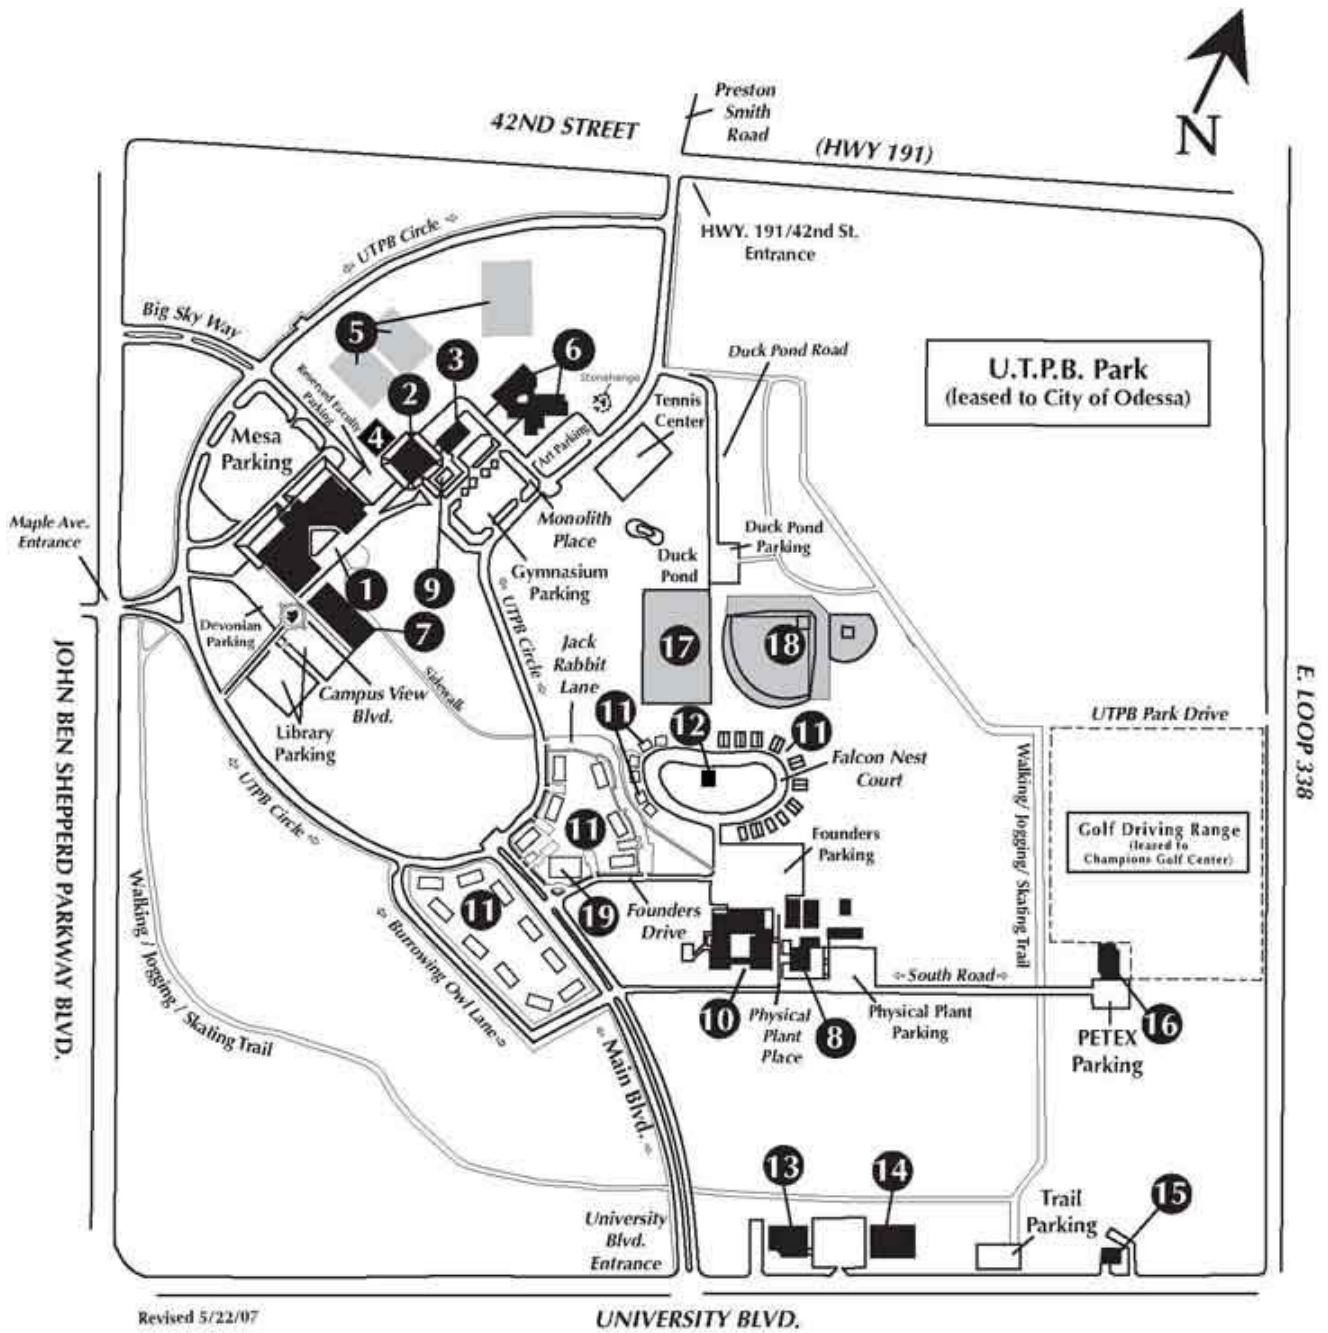 Preston
Smith
Road
42ND STREET
(HWY 191)
N
HWY. 191/42nd St.
Entrance
⇦ UTPB Circle ⇨
Big Sky Way
5
3
6
Stonehenge
Duck Pond Road
U.T.P.B. Park
(leased to City of Odessa)
Reserved Faculty
Parking
2
4
Tennis
Center
Art Parking
Mesa
Parking
Maple Ave.
Entrance
Monolith
Place
Duck Pond
Parking
Duck
Pond
Gymnasium
Parking
1
9
7
Devonian
Parking
⇦ UTPB Circle ⇨
17
18
Jack
Rabbit
Lane
Sidewalk
Campus View
Blvd.
Library
Parking
JOHN BEN SHEPPERD PARKWAY BLVD.
E. LOOP 338
11
12
11
UTPB Park Drive
Falcon Nest
Court
⇦ UTPB Circle ⇨
Walking/ Jogging/ Skating Trail
Golf Driving Range
(leased to
Champions Golf Center)
11
Founders
Parking
Walking / Jogging / Skating Trail
11
19
Founders
Drive
⇦ Burrowing Owl Lane ⇨
⇦ South Road ⇨
10
Physical
Plant
Place
8
Physical Plant
Parking
16
PETEX
Parking
⇦ Main Blvd. ⇨
13
14
15
Trail
Parking
University
Blvd.
Entrance
Revised 5/22/07
UNIVERSITY BLVD.